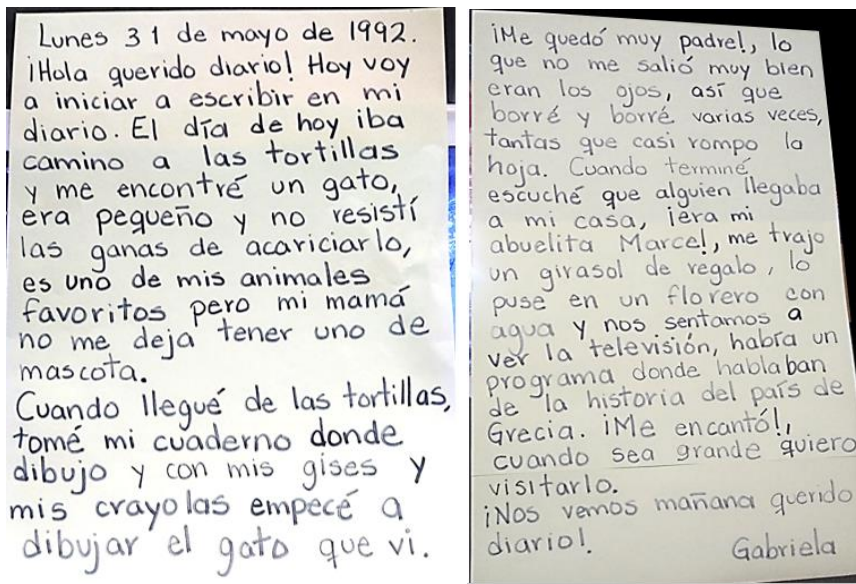 Lunes 31 de mayo de 1992.
¡Hola querido diario! Hoy voy
a iniciar a escribir en mi
diario. El día de hoy iba
camino a las tortillas
y me encontré un gato,
era pequeño y no resistí
las ganas de acariciarlo,
es uno de mis animales
favoritos pero mi mamá
no me deja tener uno de
mascota.
Cuando llegué de las tortillas,
tomé mi cuaderno donde
dibujo y con mis gises y
mis crayolas empecé a
dibujar el gato que vi.
¡Me quedó muy padre!, lo
que no me salió muy bien
eran los ojos, así que
borré y borré varias veces,
tantas que casi rompo la
hoja. Cuando terminé
escuché que alguien llegaba
a mi casa, ¡era mi
abuelita Marce!, me trajo
un girasol de regalo, lo
puse en un florero con
agua y nos sentamos a
ver la televisión, había un
programa donde hablaban
de la historia del país de
Grecia. ¡Me encantó!,
cuando sea grande quiero
visitarlo.
¡Nos vemos mañana querido
diario!.
Gabriela